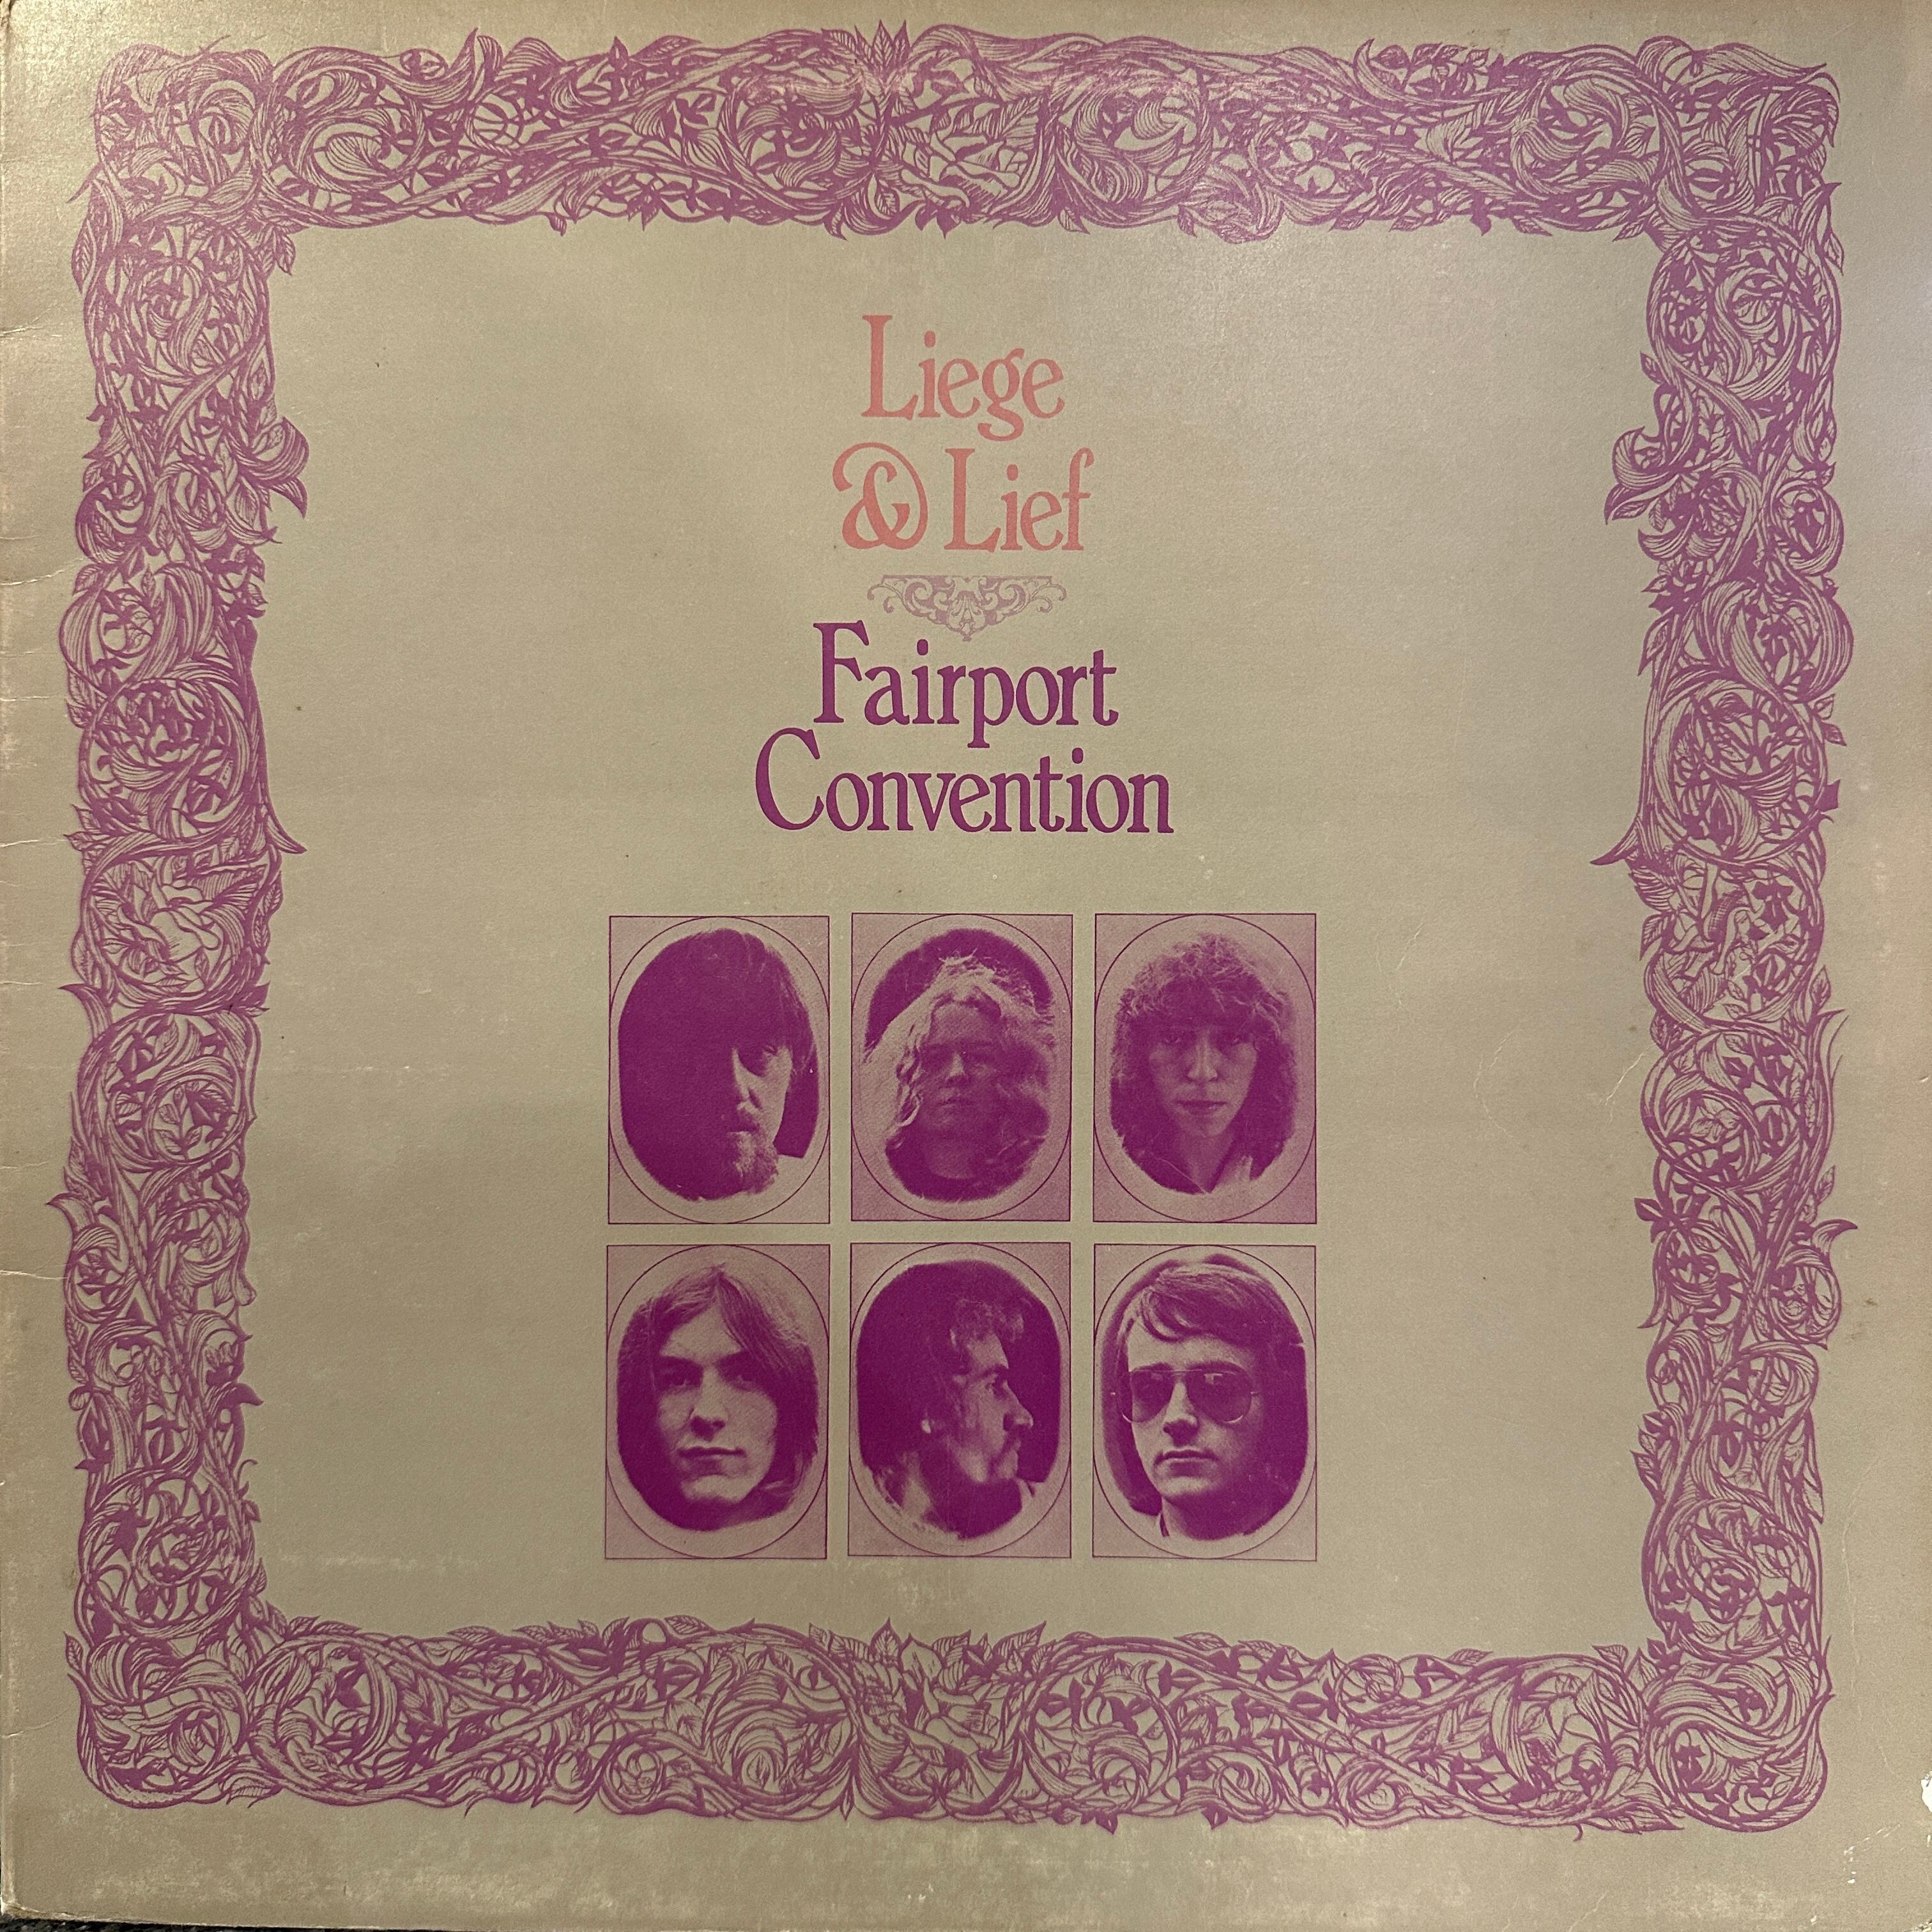 Liege
& Lief
Fairport
Convention